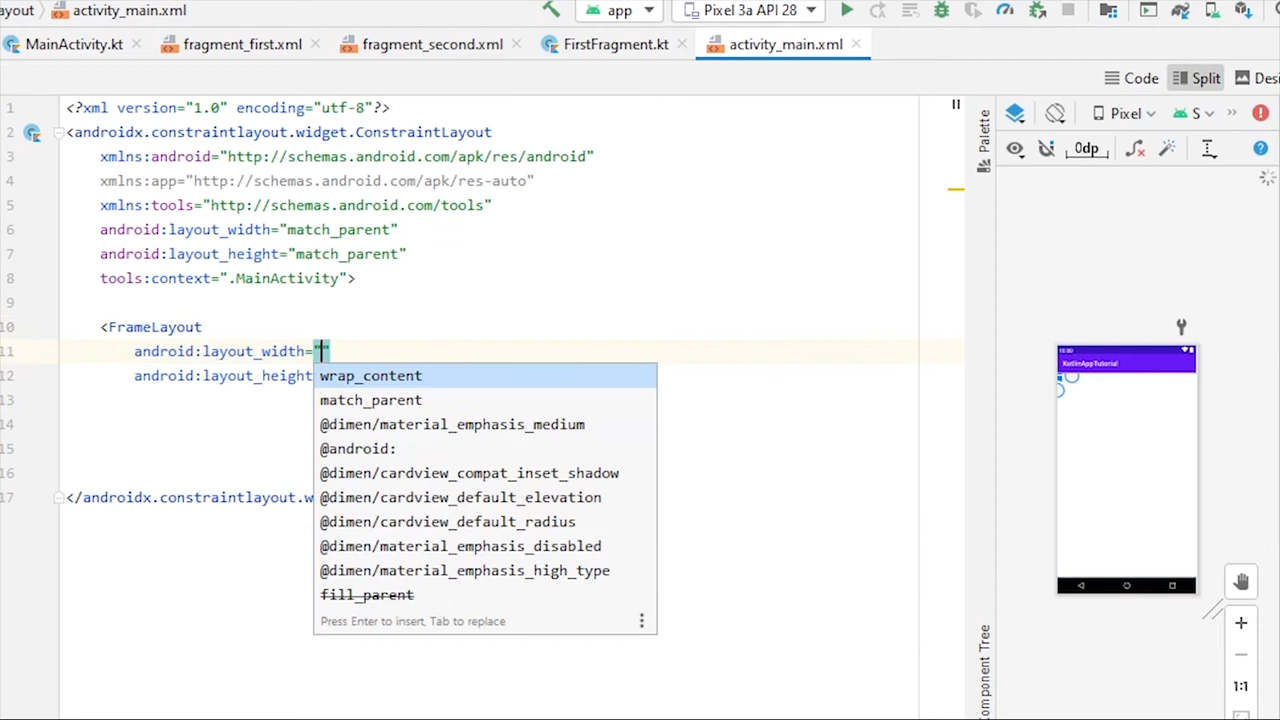 ayout
activity_main.xml
app
Pixel 3a API 28
MainActivity.kt
fragment_first.xml
fragment_second.xml
FirstFragment.kt
activity_main.xml
Code
Split
Desi
1 <?xml version="1.0" encoding="utf-8"?>
2 <androidx.constraintlayout.widget.ConstraintLayout
3 xmlns:android="http://schemas.android.com/apk/res/android"
4 xmlns:app="http://schemas.android.com/apk/res-auto"
5 xmlns:tools="http://schemas.android.com/tools"
6 android:layout_width="match_parent"
7 android:layout_height="match_parent"
8 tools:context=".MainActivity">
9
10 <FrameLayout
11 android:layout_width=""
12 android:layout_height
13
14
15
16
17 </androidx.constraintlayout.w
wrap_content
match_parent
@dimen/material_emphasis_medium
@android:
@dimen/cardview_compat_inset_shadow
@dimen/cardview_default_elevation
@dimen/cardview_default_radius
@dimen/material_emphasis_disabled
@dimen/material_emphasis_high_type
fill_parent
Press Enter to insert, Tab to replace
Palette
Pixel
S
0dp
KotlinAppTutorial
omponent Tree
1:1